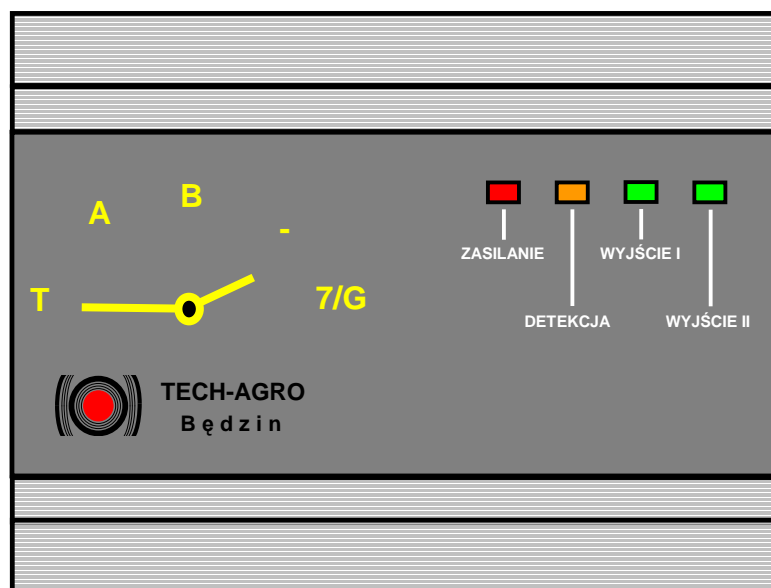 A
B
-
T
7/G
ZASILANIE
WYJŚCIE I
DETEKCJA
WYJŚCIE II
TECH-AGRO
Będzin